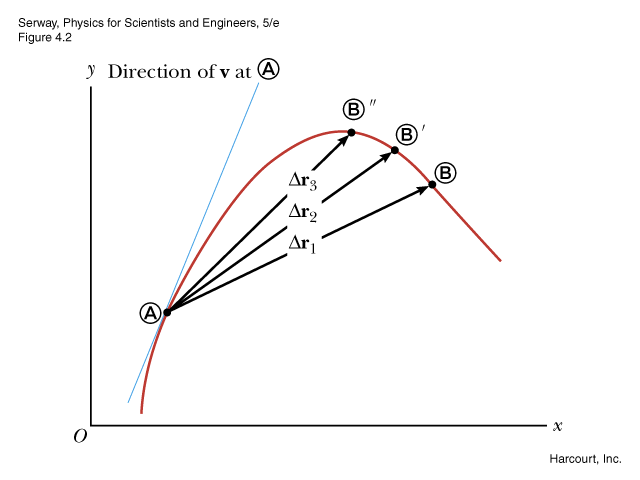 Serway, Physics for Scientists and Engineers, 5/e
Figure 4.2
y Direction of v at Ⓐ
Ⓑ″
Ⓑ′
Ⓑ
Δr₃
Δr₂
Δr₁
Ⓐ
O
x
Harcourt, Inc.